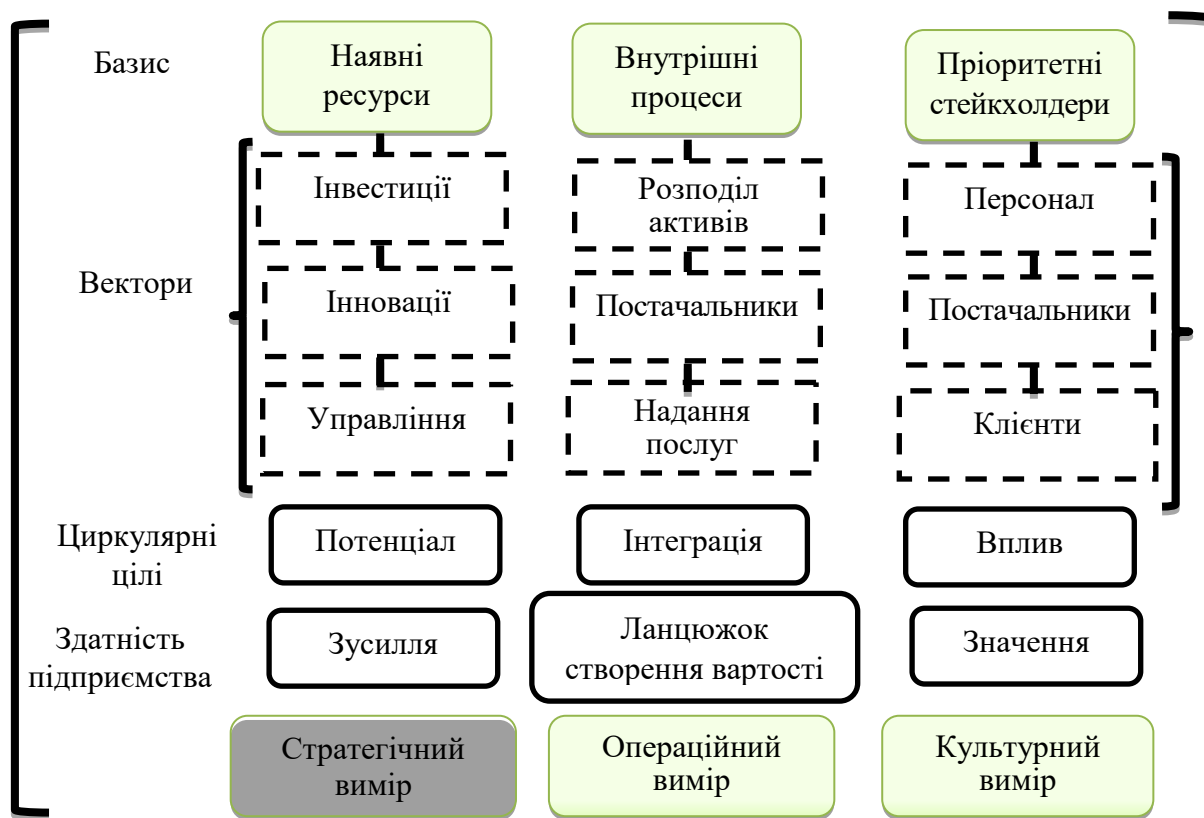 Базис
Наявні
ресурси
Внутрішні
процеси
Пріоритетні
стейкхолдери
Вектори
Інвестиції
Розподіл
активів
Персонал
Інновації
Постачальники
Постачальники
Управління
Надання
послуг
Клієнти
Циркулярні
цілі
Потенціал
Інтеграція
Вплив
Здатність
підприємства
Зусилля
Ланцюжок
створення вартості
Значення
Стратегічний
вимір
Операційний
вимір
Культурний
вимір